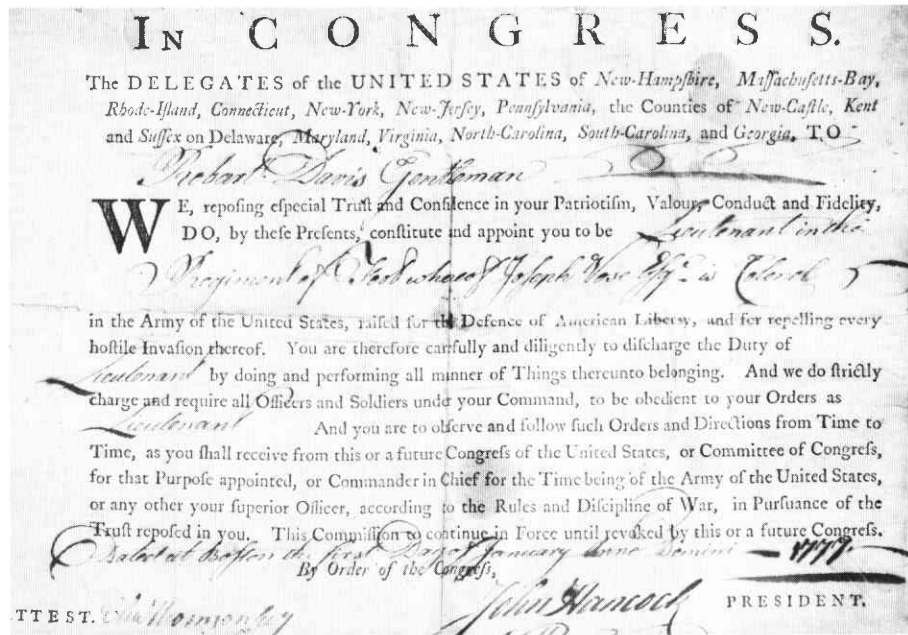 IN CONGRESS.
The DELEGATES of the UNITED STATES of New-Hampſhire, Maſſachuſetts-Bay,
Rhode-Iſland, Connecticut, New-York, New-Jerſey, Pennſylvania, the Counties of New-Caſtle, Kent
and Suſſex on Delaware, Maryland, Virginia, North-Carolina, South-Carolina, and Georgia, TO
Robart Davis Gentleman
WE, repoſing eſpecial Truſt and Confidence in your Patriotiſm, Valour, Conduct and Fidelity,
DO, by theſe Preſents, conſtitute and appoint you to be Lieutenant in the
Regiment of Foot whereof Joseph Vose Esqr. is Colonel
in the Army of the United States, raiſed for the Defence of American Liberty, and for repelling every
hoſtile Invaſion thereof. You are therefore carefully and diligently to diſcharge the Duty of
Lieutenant by doing and performing all manner of Things thereunto belonging. And we do ſtrictly
charge and require all Officers and Soldiers under your Command, to be obedient to your Orders as
Lieutenant And you are to obſerve and follow ſuch Orders and Directions from Time to
Time, as you ſhall receive from this or a future Congreſs of the United States, or Committee of Congreſs,
for that Purpoſe appointed, or Commander in Chief for the Time being of the Army of the United States,
or any other your ſuperior Officer, according to the Rules and Diſcipline of War, in Purſuance of the
Truſt repoſed in you. This Commiſſion to continue in Force until revoked by this or a future Congreſs.
Dated at Boston the first Day of January Anno Domini 1777.
By Order of the Congreſs,
John Hancock PRESIDENT.
TTEST.